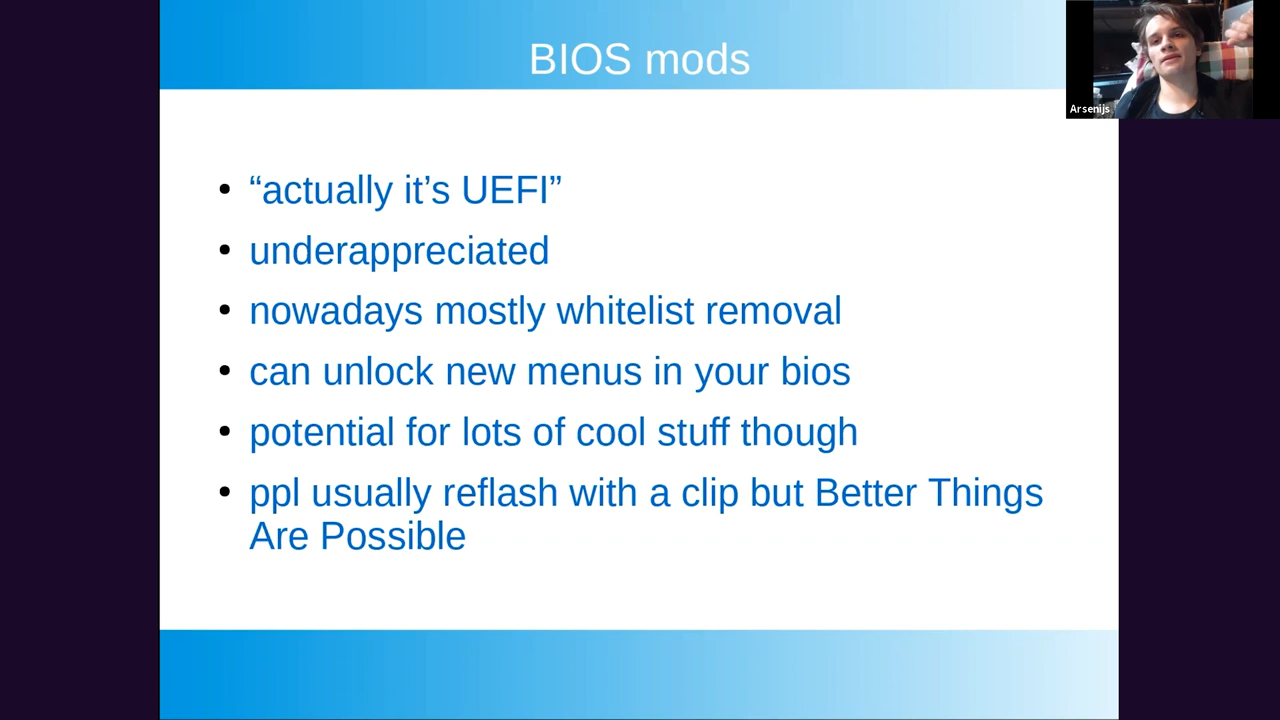 BIOS mods
Arsenijs
“actually it’s UEFI”
underappreciated
nowadays mostly whitelist removal
can unlock new menus in your bios
potential for lots of cool stuff though
ppl usually reflash with a clip but Better Things
Are Possible